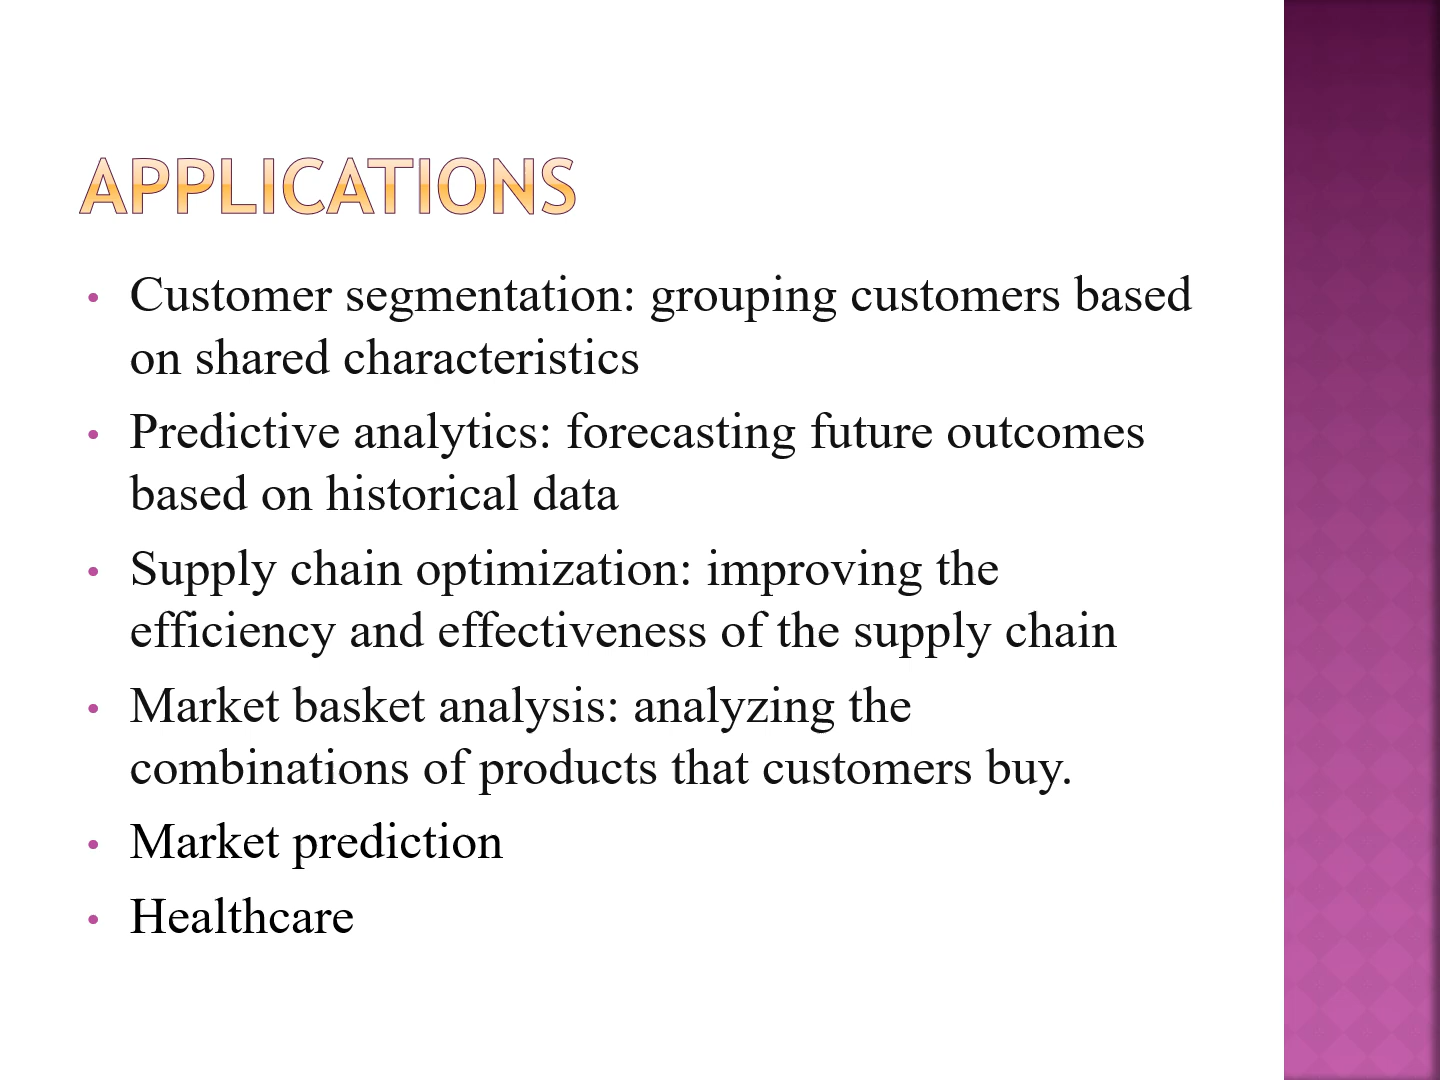 APPLICATIONS
• Customer segmentation: grouping customers based
on shared characteristics
• Predictive analytics: forecasting future outcomes
based on historical data
• Supply chain optimization: improving the
efficiency and effectiveness of the supply chain
• Market basket analysis: analyzing the
combinations of products that customers buy.
• Market prediction
• Healthcare